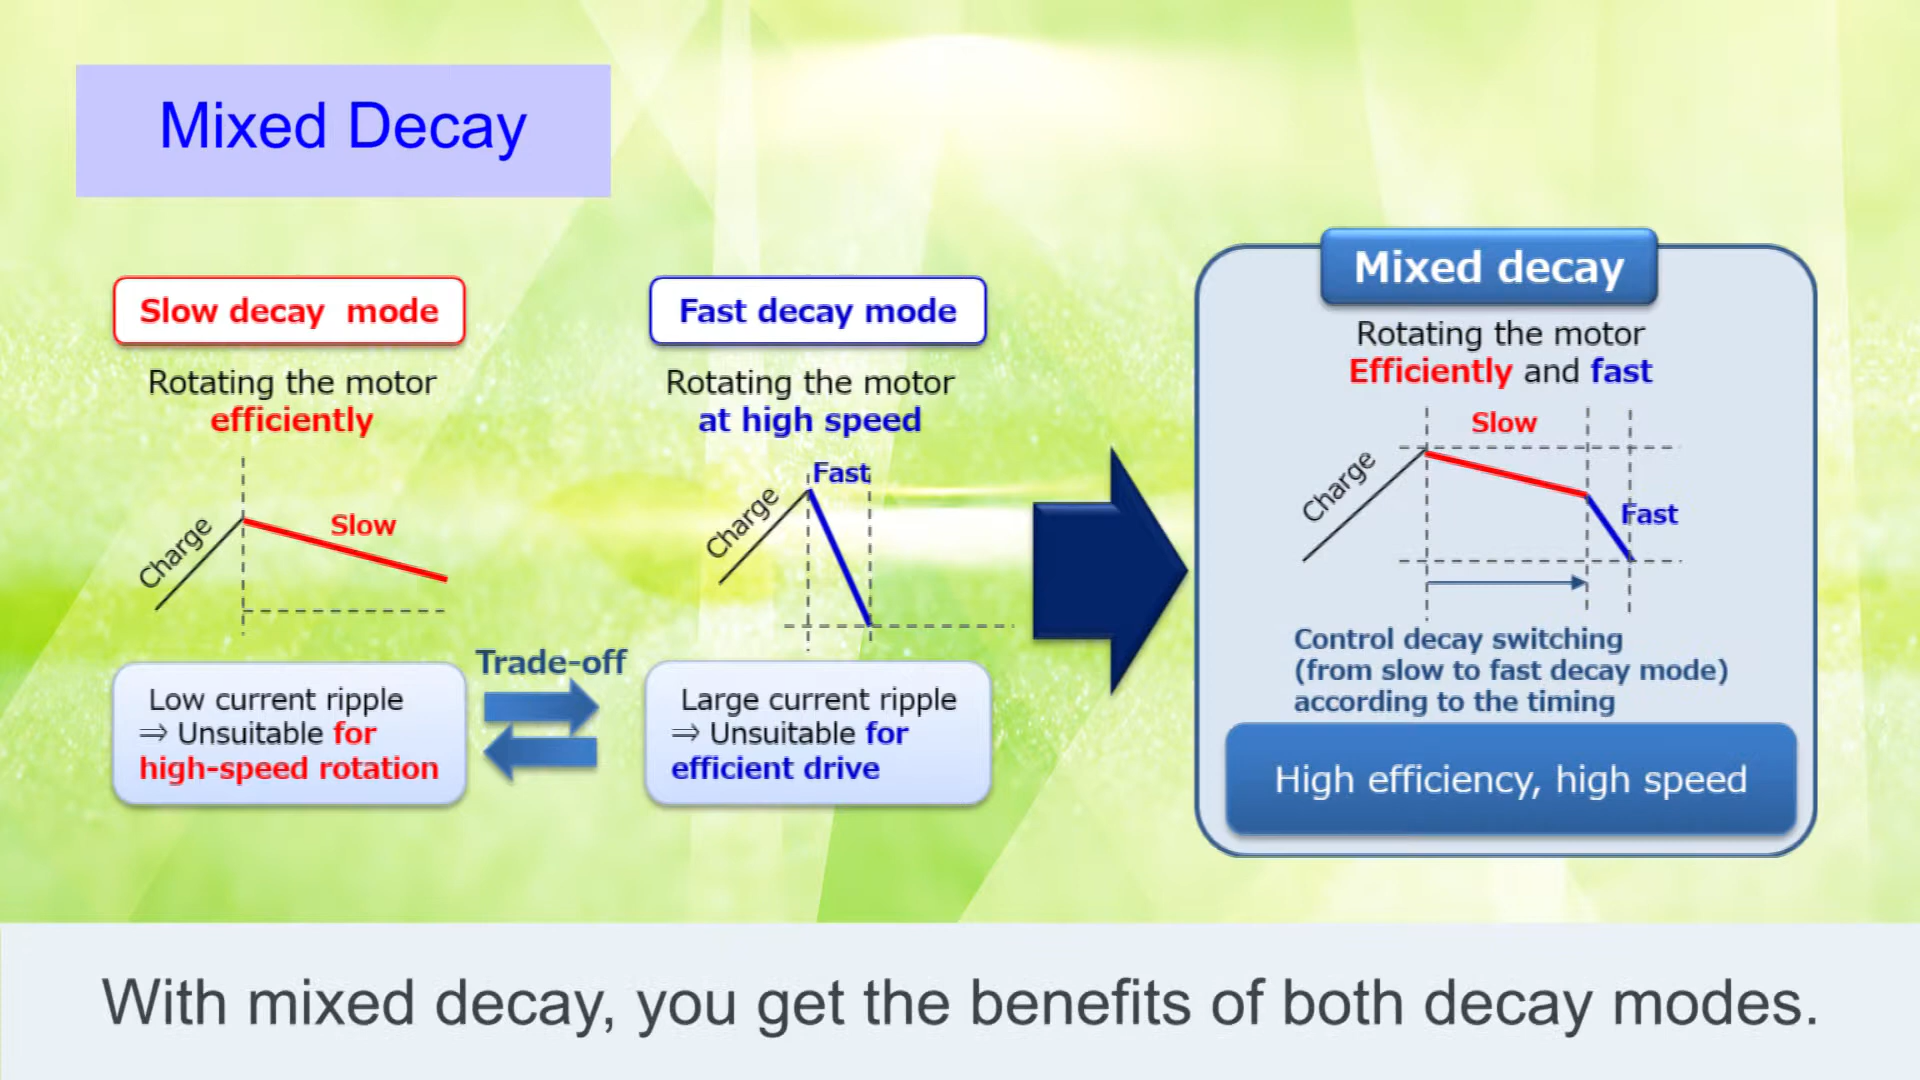 Mixed Decay
Slow decay mode
Rotating the motor
efficiently
Charge
Slow
Low current ripple
⇒ Unsuitable for
high-speed rotation
Trade-off
Fast decay mode
Rotating the motor
at high speed
Charge
Fast
Large current ripple
⇒ Unsuitable for
efficient drive
Mixed decay
Rotating the motor
Efficiently and fast
Charge
Slow
Fast
Control decay switching
(from slow to fast decay mode)
according to the timing
High efficiency, high speed
With mixed decay, you get the benefits of both decay modes.